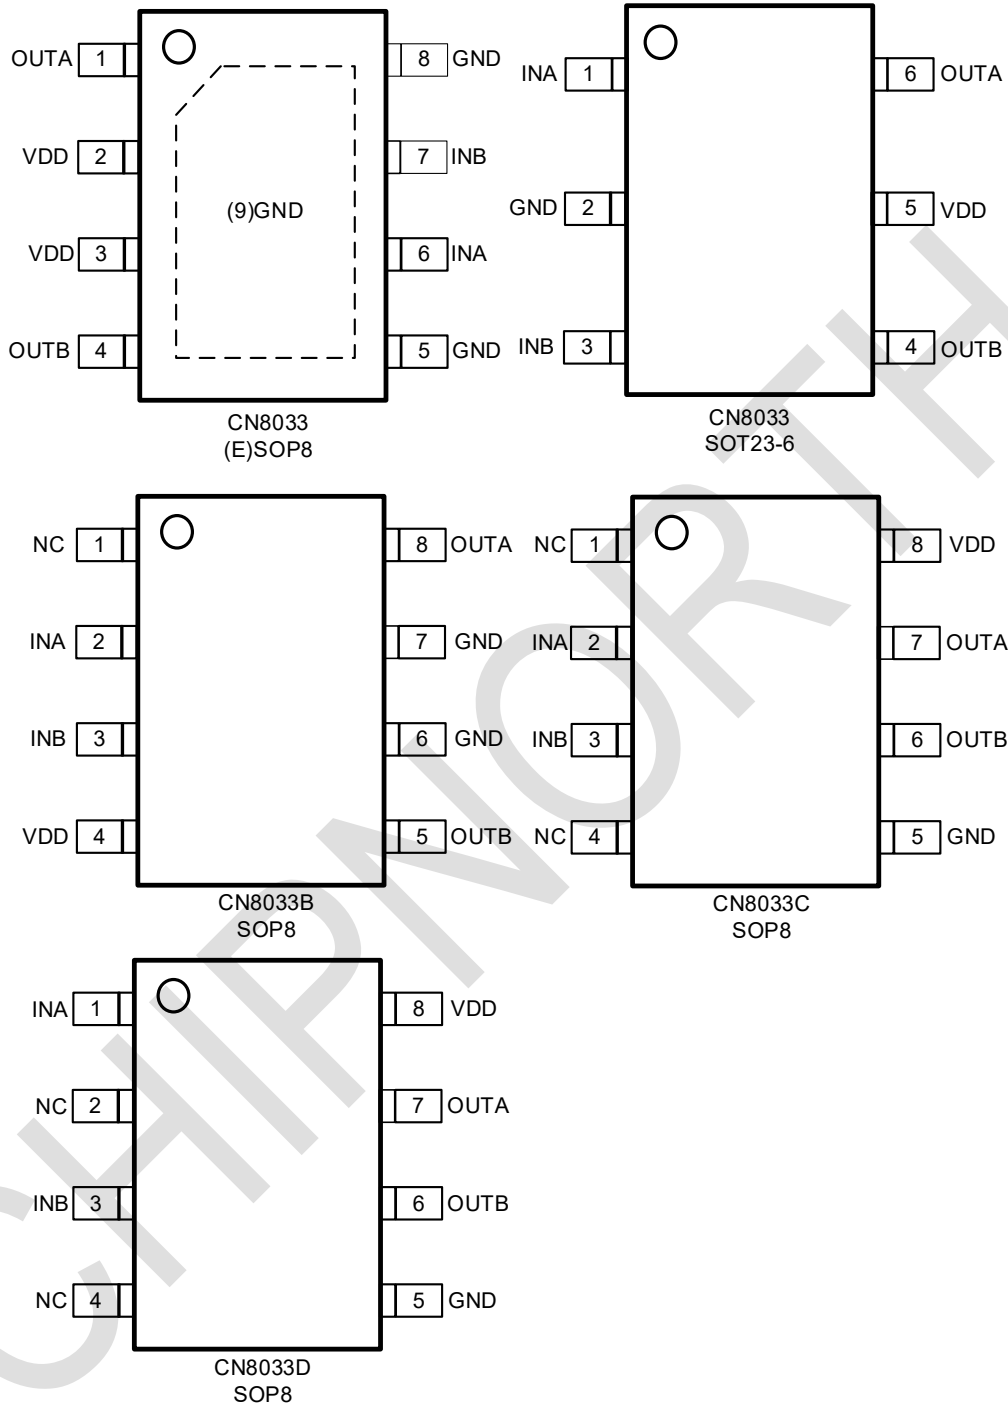 OUTA 1 8 GND
VDD 2 7 INB
(9)GND
VDD 3 6 INA
OUTB 4 5 GND
CN8033
(E)SOP8
INA 1 6 OUTA
GND 2 5 VDD
INB 3 4 OUTB
CN8033
SOT23-6
NC 1 8 OUTA
INA 2 7 GND
INB 3 6 GND
VDD 4 5 OUTB
CN8033B
SOP8
NC 1 8 VDD
INA 2 7 OUTA
INB 3 6 OUTB
NC 4 5 GND
CN8033C
SOP8
INA 1 8 VDD
NC 2 7 OUTA
INB 3 6 OUTB
NC 4 5 GND
CN8033D
SOP8
CHIPNORTH